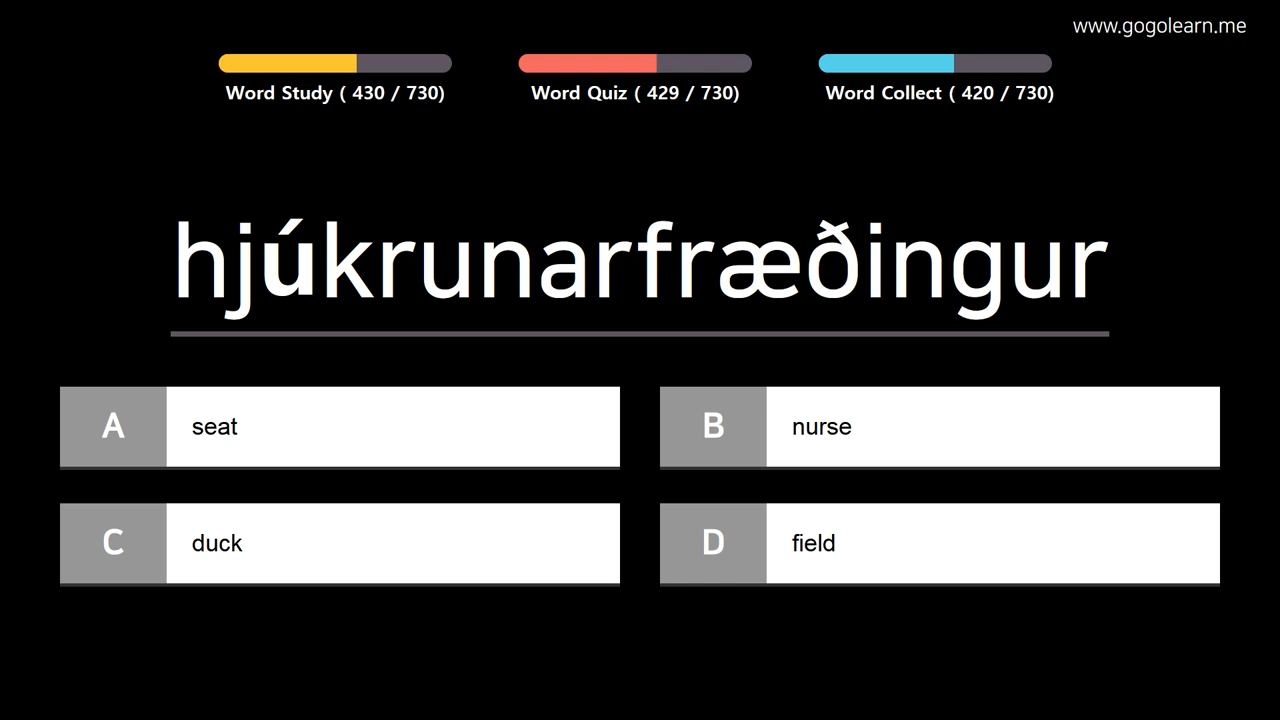 www.gogolearn.me
Word Study ( 430 / 730)
Word Quiz ( 429 / 730)
Word Collect ( 420 / 730)
hjúkrunarfræðingur
A seat
B nurse
C duck
D field